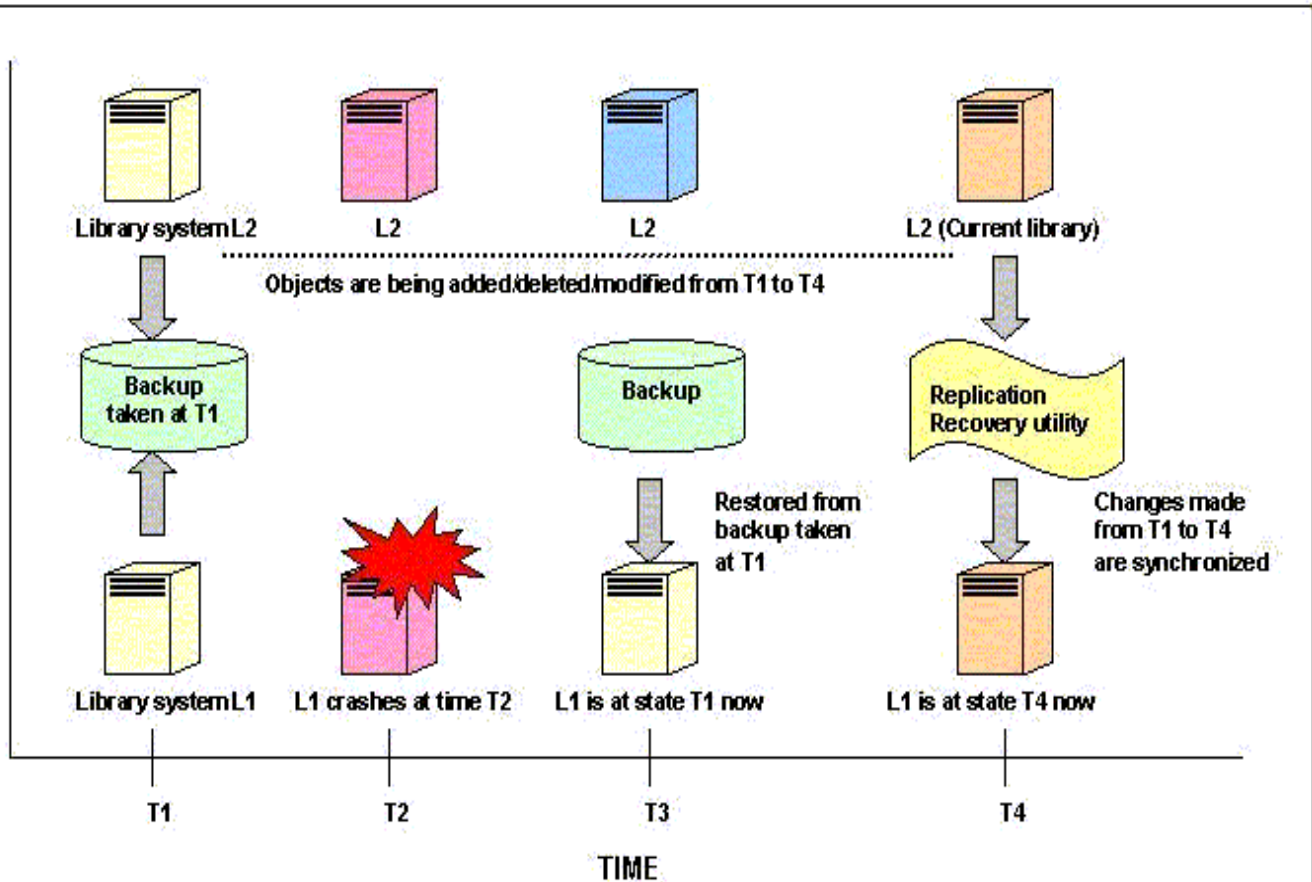 Library system L2
L2
L2
L2 (Current library)
Objects are being added/deleted/modified from T1 to T4
Backup
taken at T1
Backup
Replication
Recovery utility
Restored from
backup taken
at T1
Changes made
from T1 to T4
are synchronized
Library system L1
L1 crashes at time T2
L1 is at state T1 now
L1 is at state T4 now
T1
T2
T3
T4
TIME